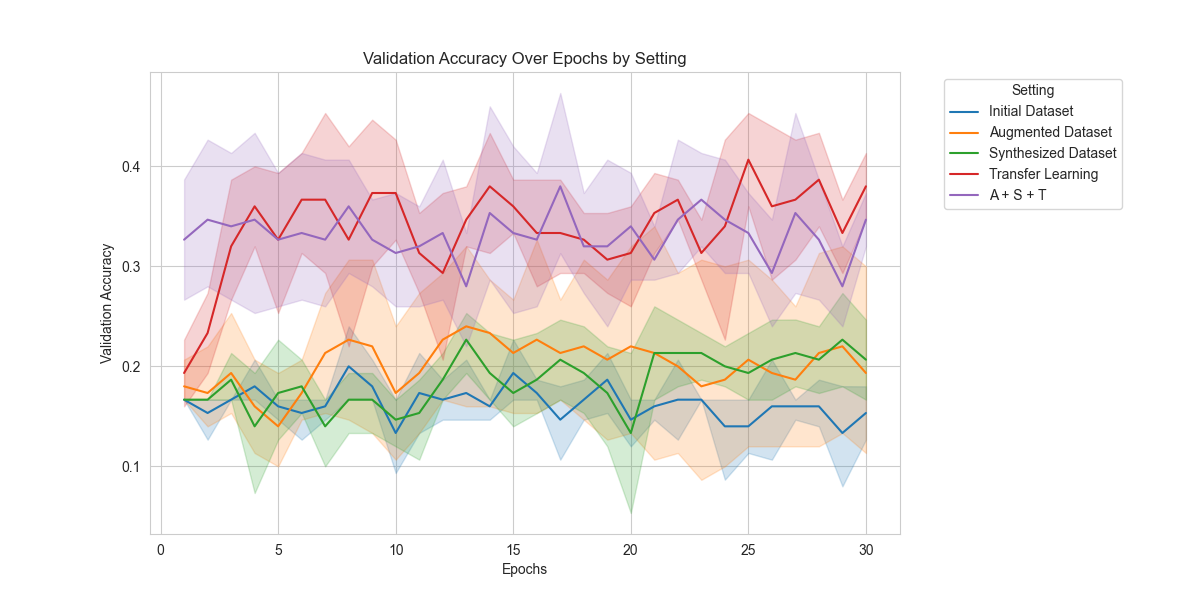 Validation Accuracy Over Epochs by Setting
Setting
Initial Dataset
Augmented Dataset
Synthesized Dataset
Transfer Learning
A + S + T
Validation Accuracy
0.4
0.3
0.2
0.1
0 5 10 15 20 25 30
Epochs